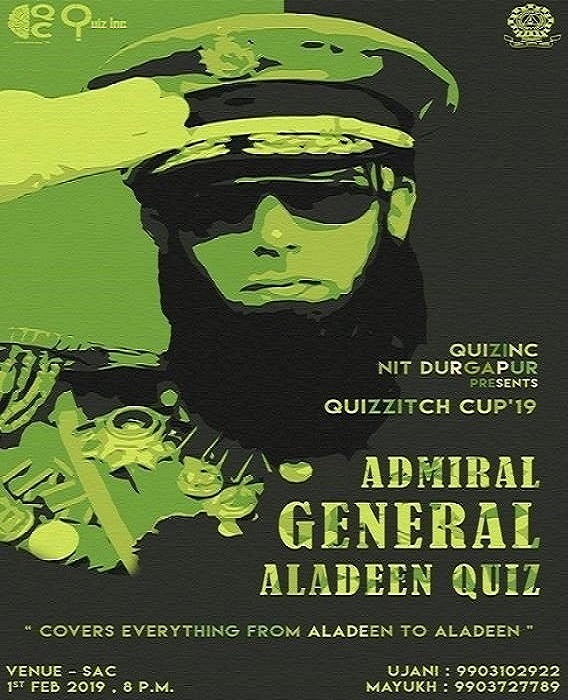 QC
Quiz Inc
QUIZINC
NIT DURGAPUR
PRESENTS
QUIZZITCH CUP'19
ADMIRAL
GENERAL
ALADEEN QUIZ
" COVERS EVERYTHING FROM ALADEEN TO ALADEEN "
VENUE – SAC
1ST FEB 2019 , 8 P.M.
UJANI : 9903102922
MAYUKH : 9903727789